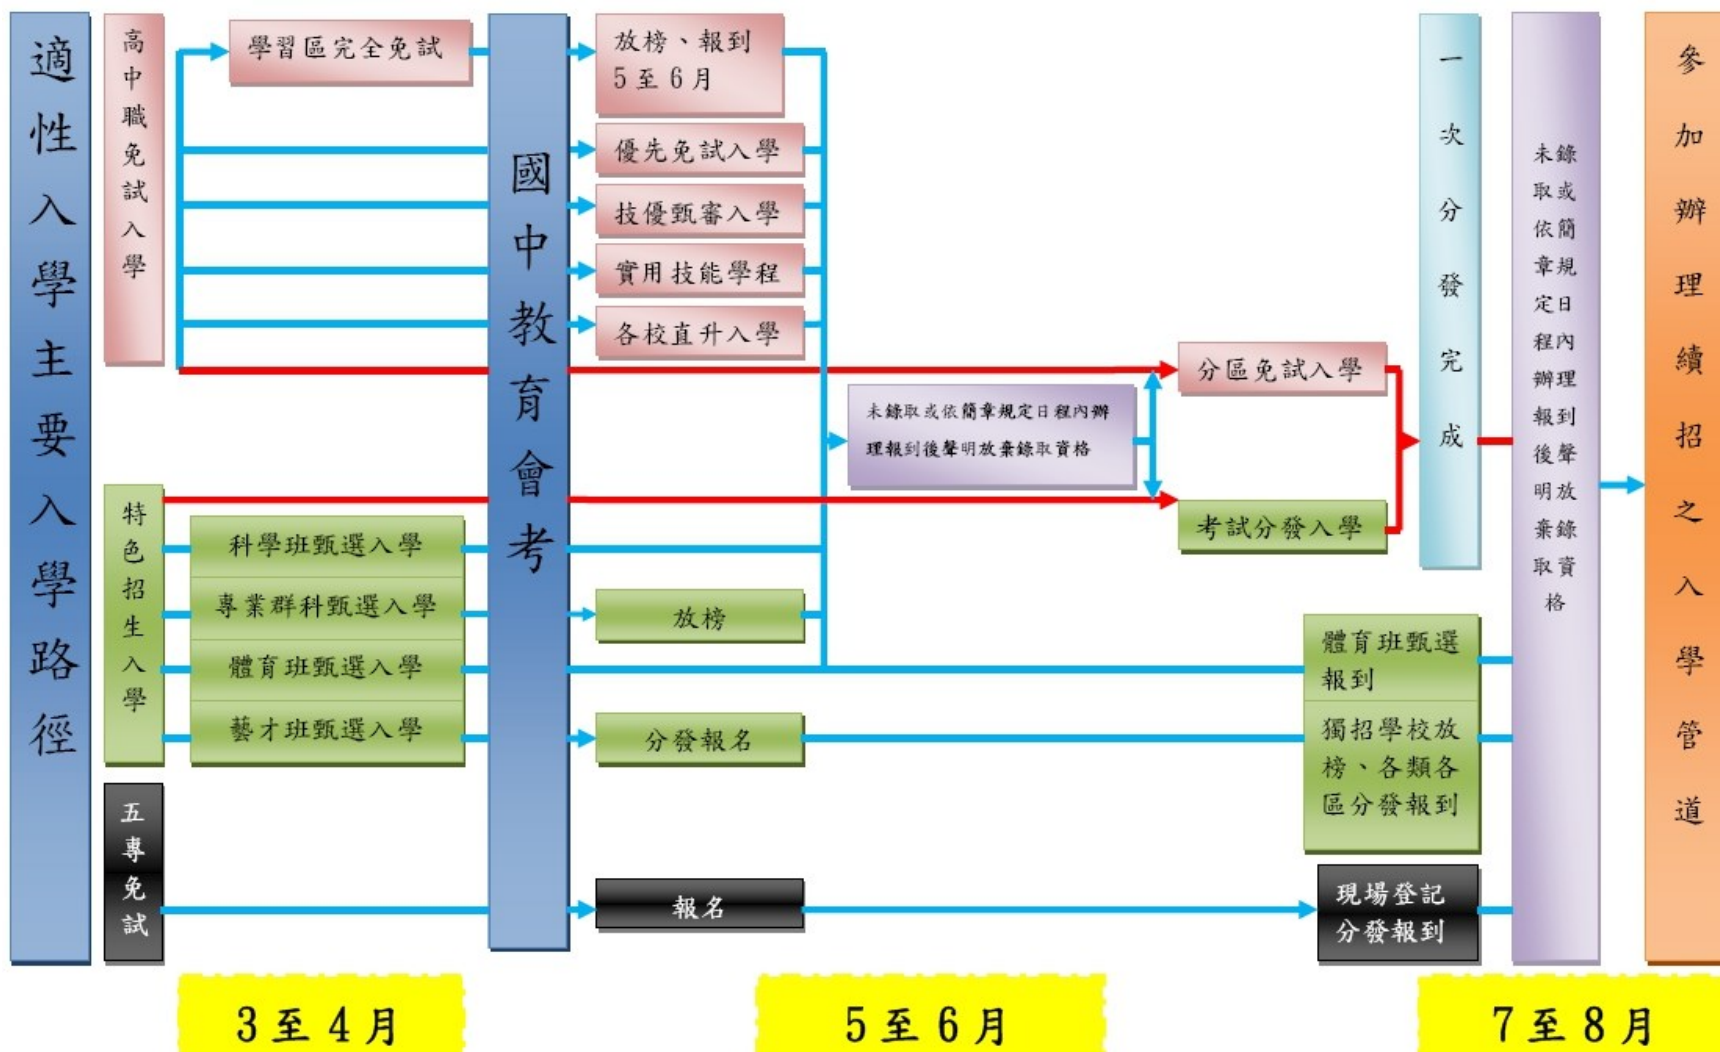 適性入學主要入學路徑
高中職免試入學
學習區完全免試
國中教育會考
放榜、報到
5至6月
優先免試入學
技優甄審入學
實用技能學程
各校直升入學
未錄取或依簡章規定日程內辦
理報到後聲明放棄錄取資格
分區免試入學
考試分發入學
一次分發完成
未錄
取或
依簡
章規
定日
程內
辦理
報到
後聲
明放
棄錄
取資
格
參加辦理續招之入學管道
特色招生入學
科學班甄選入學
專業群科甄選入學
體育班甄選入學
藝才班甄選入學
放榜
分發報名
體育班甄選
報到
獨招學校放
榜、各類各
區分發報到
五專免試
報名
現場登記
分發報到
3至4月
5至6月
7至8月